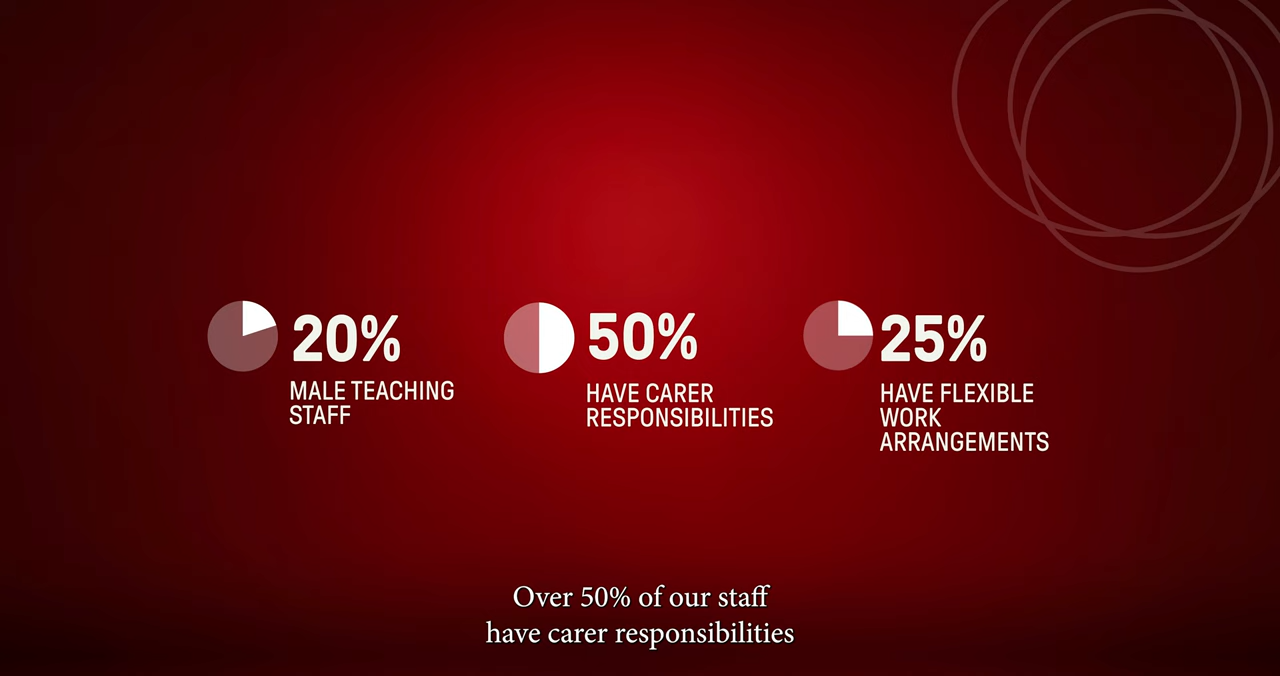 20%
MALE TEACHING
STAFF
50%
HAVE CARER
RESPONSIBILITIES
25%
HAVE FLEXIBLE
WORK
ARRANGEMENTS
Over 50% of our staff
have carer responsibilities